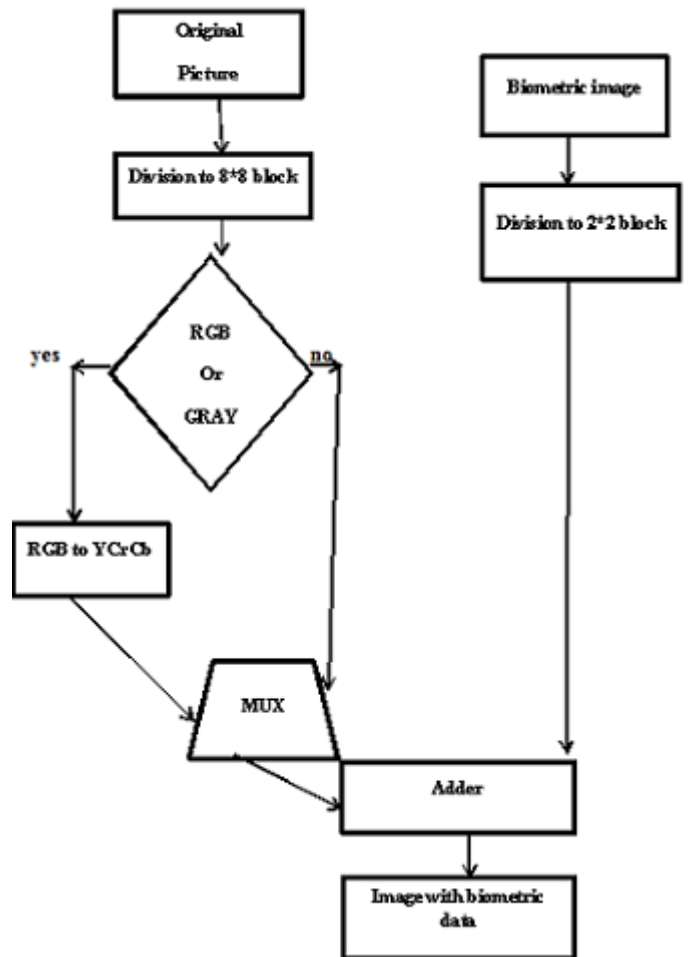 Original
Picture
Biometric image
Division to 8*8 block
Division to 2*2 block
RGB
Or
GRAY
yes
no
RGB to YCrCb
MUX
Adder
Image with biometric
data